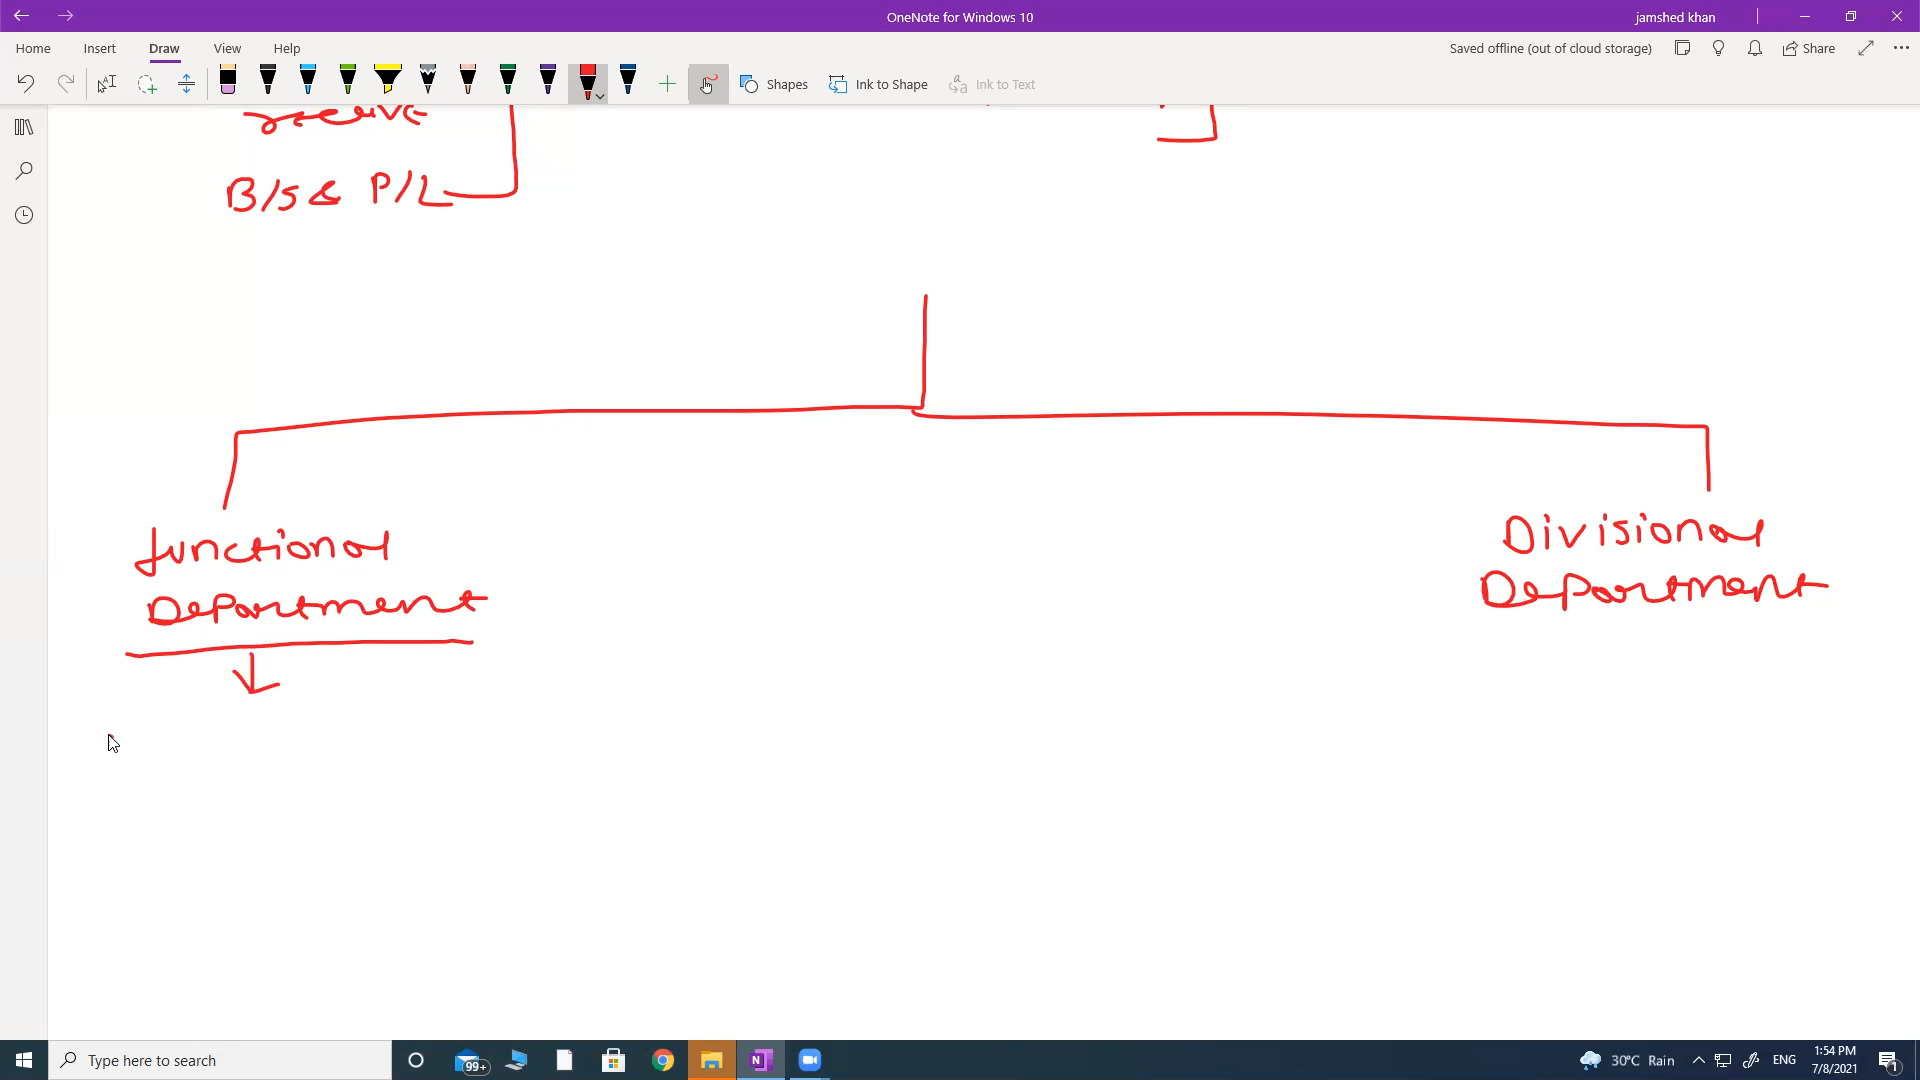 OneNote for Windows 10
jamshed khan
Home Insert Draw View Help
Saved offline (out of cloud storage)
Share
Shapes
Ink to Shape
Ink to Text
B/S & P/L
functional
Department
Divisional
Department
Type here to search
99+
30°C Rain
ENG
1:54 PM
7/8/2021
1